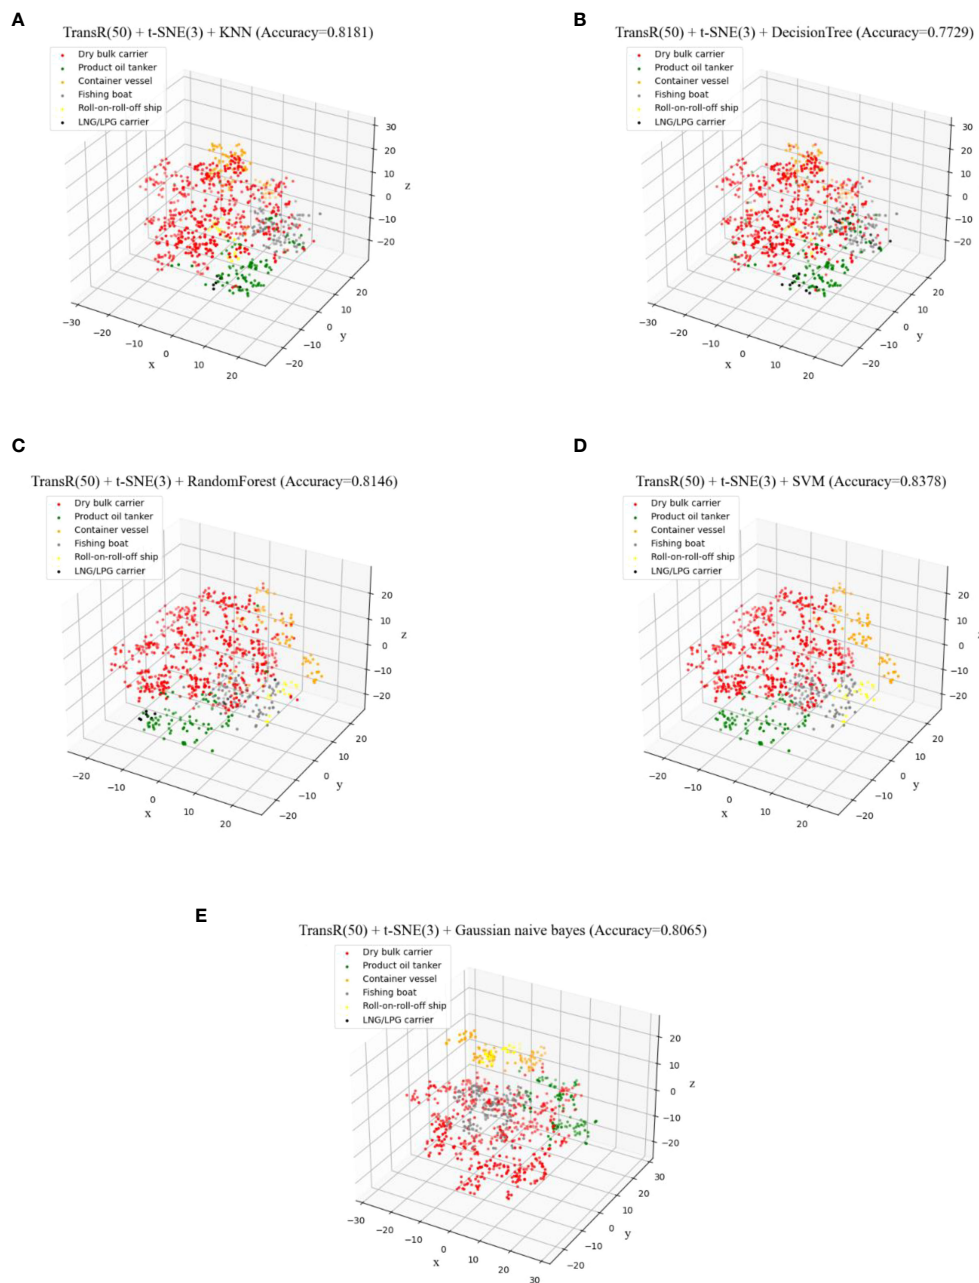 A
TransR(50) + t-SNE(3) + KNN (Accuracy=0.8181)
Dry bulk carrier
Product oil tanker
Container vessel
Fishing boat
Roll-on-roll-off ship
LNG/LPG carrier
30
20
10
0
−10
−20
z
−30
−20
−10
0
10
20
x
−20
−10
0
10
20
y
B
TransR(50) + t-SNE(3) + DecisionTree (Accuracy=0.7729)
Dry bulk carrier
Product oil tanker
Container vessel
Fishing boat
Roll-on-roll-off ship
LNG/LPG carrier
30
20
10
0
−10
−20
−30
−20
−10
0
10
20
x
−20
−10
0
10
20
y
C
TransR(50) + t-SNE(3) + RandomForest (Accuracy=0.8146)
Dry bulk carrier
Product oil tanker
Container vessel
Fishing boat
Roll-on-roll-off ship
LNG/LPG carrier
20
10
0
−10
−20
z
−20
−10
0
10
20
x
−20
−10
0
10
20
y
D
TransR(50) + t-SNE(3) + SVM (Accuracy=0.8378)
Dry bulk carrier
Product oil tanker
Container vessel
Fishing boat
Roll-on-roll-off ship
LNG/LPG carrier
20
10
0
−10
−20
−20
−10
0
10
20
x
−20
−10
0
10
20
y
E
TransR(50) + t-SNE(3) + Gaussian naive bayes (Accuracy=0.8065)
Dry bulk carrier
Product oil tanker
Container vessel
Fishing boat
Roll-on-roll-off ship
LNG/LPG carrier
20
10
0
−10
−20
z
−30
−20
−10
0
10
20
30
x
−20
−10
0
10
20
30
y